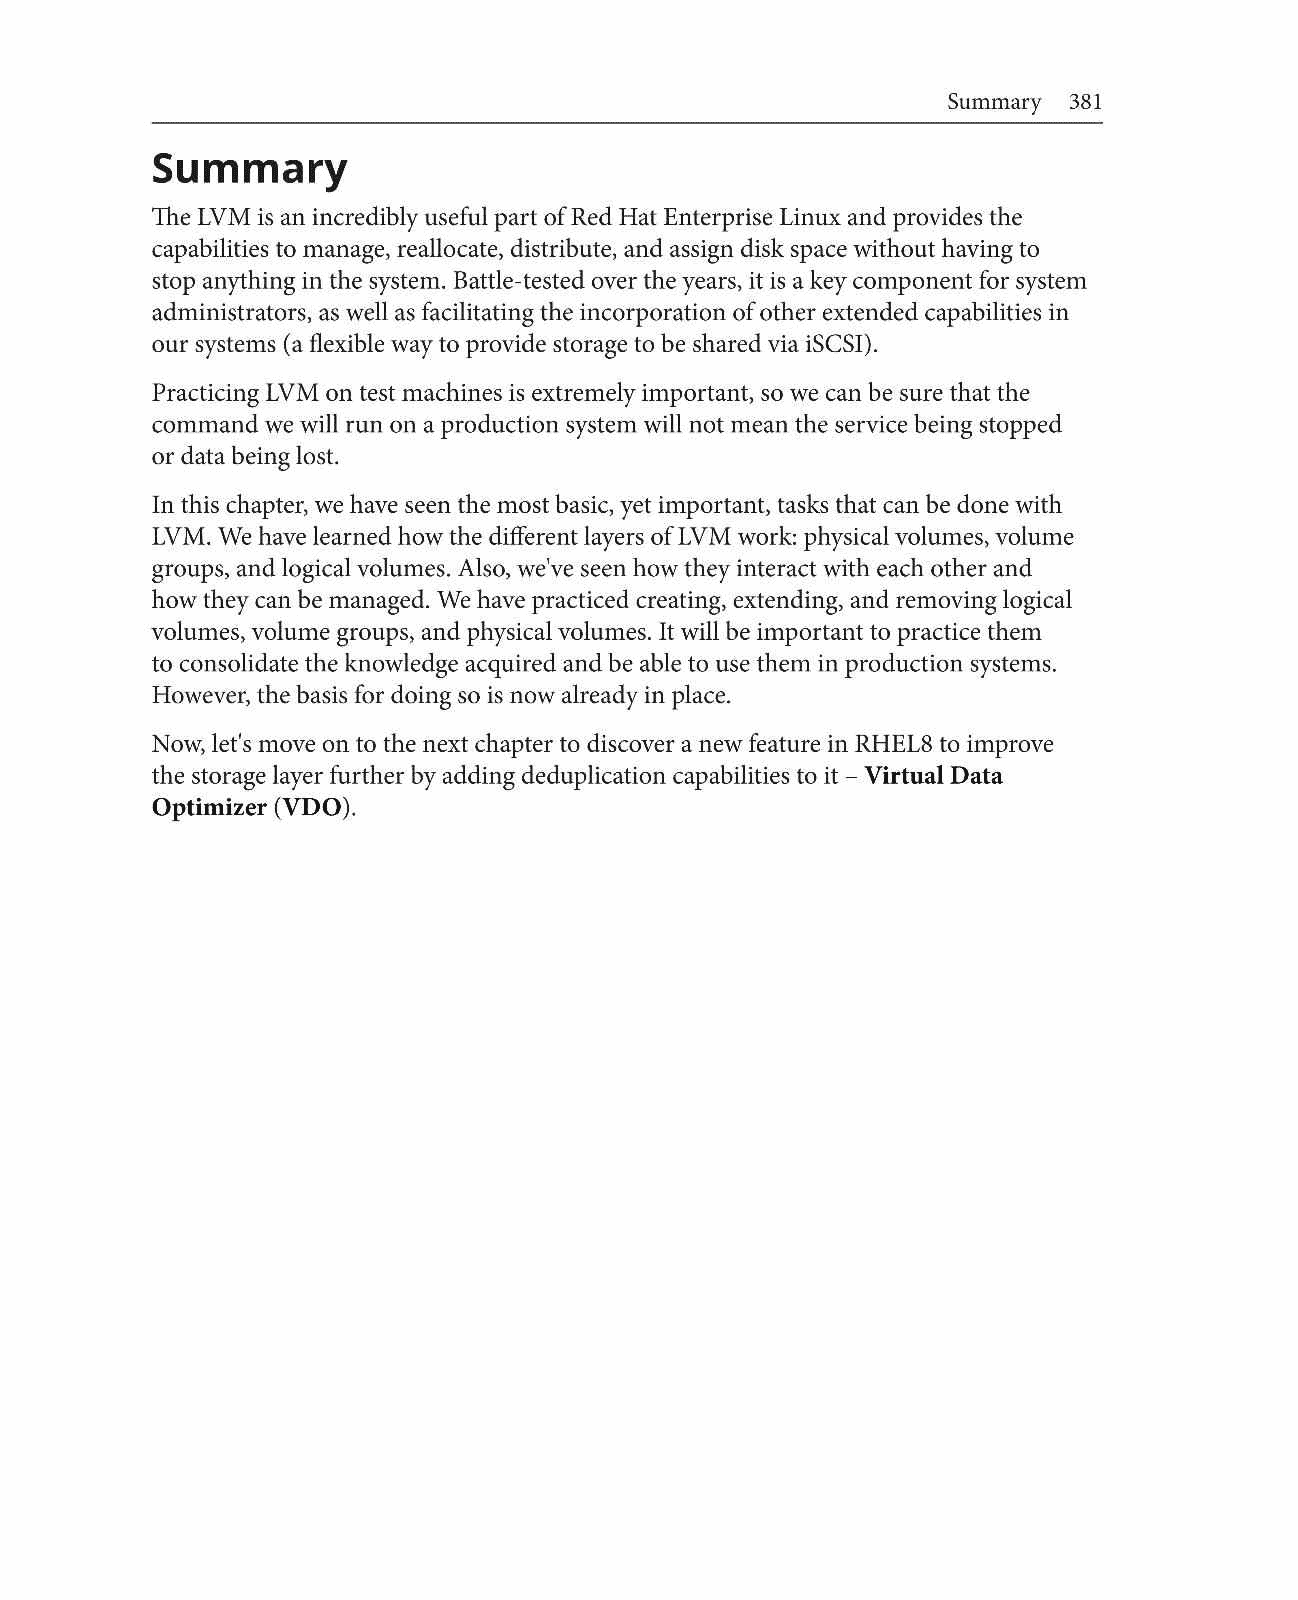 Summary 381
Summary
The LVM is an incredibly useful part of Red Hat Enterprise Linux and provides the
capabilities to manage, reallocate, distribute, and assign disk space without having to
stop anything in the system. Battle-tested over the years, it is a key component for system
administrators, as well as facilitating the incorporation of other extended capabilities in
our systems (a flexible way to provide storage to be shared via iSCSI).
Practicing LVM on test machines is extremely important, so we can be sure that the
command we will run on a production system will not mean the service being stopped
or data being lost.
In this chapter, we have seen the most basic, yet important, tasks that can be done with
LVM. We have learned how the different layers of LVM work: physical volumes, volume
groups, and logical volumes. Also, we've seen how they interact with each other and
how they can be managed. We have practiced creating, extending, and removing logical
volumes, volume groups, and physical volumes. It will be important to practice them
to consolidate the knowledge acquired and be able to use them in production systems.
However, the basis for doing so is now already in place.
Now, let's move on to the next chapter to discover a new feature in RHEL8 to improve
the storage layer further by adding deduplication capabilities to it – Virtual Data
Optimizer (VDO).